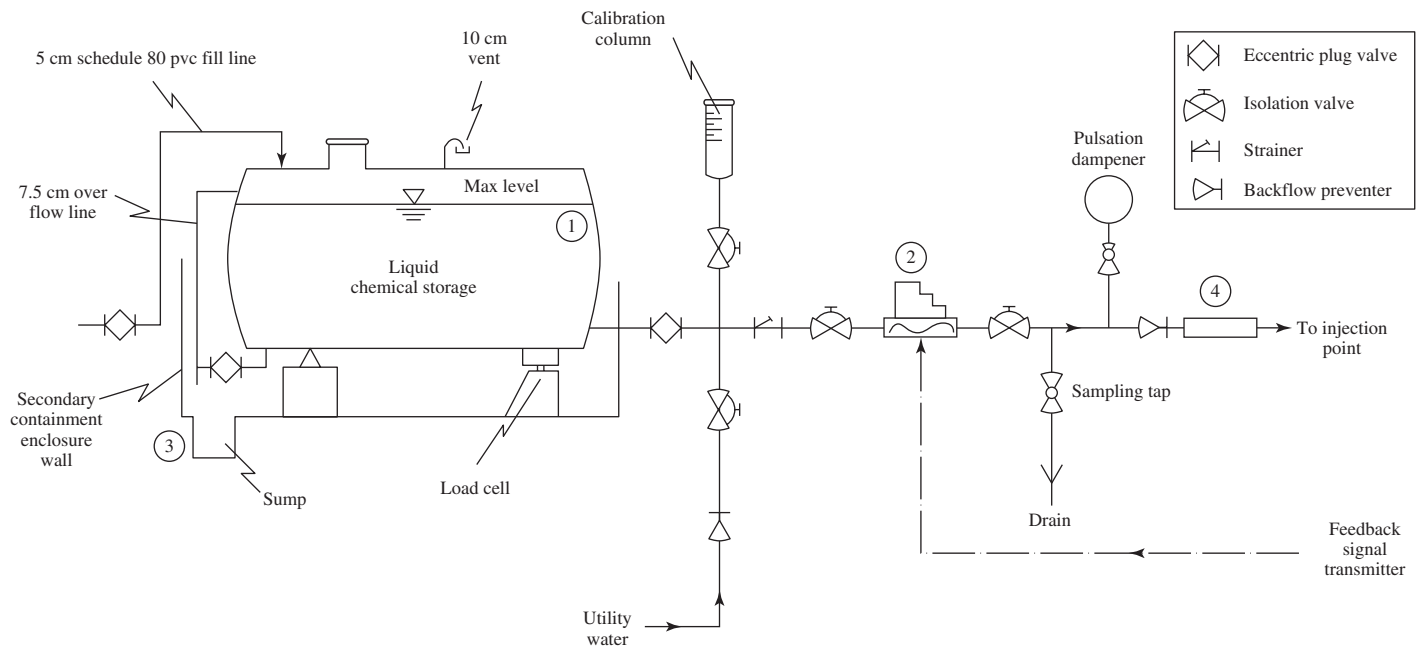 Calibration
column
10 cm
vent
5 cm schedule 80 pvc fill line
Eccentric plug valve
Isolation valve
Strainer
Backflow preventer
Pulsation
dampener
7.5 cm over
flow line
Max level
1
Liquid
chemical storage
2
4
To injection
point
Sampling tap
Secondary
containment
enclosure
wall
3
Sump
Load cell
Drain
Feedback
signal
transmitter
Utility
water